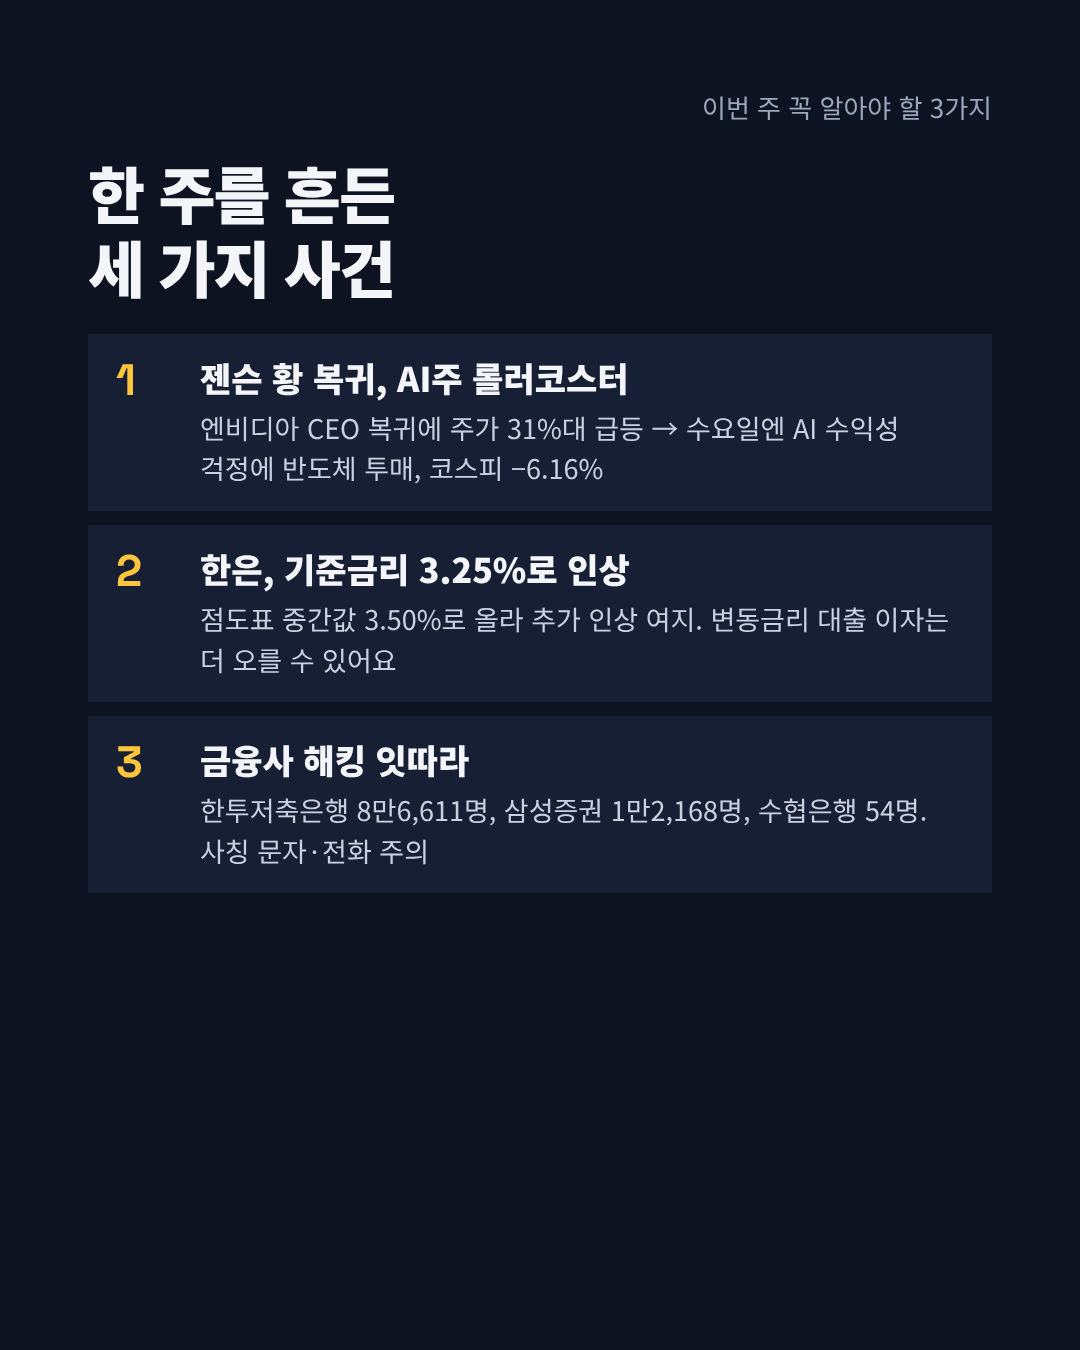 이번 주 꼭 알아야 할 3가지
한 주를 흔든
세 가지 사건
1
젠슨 황 복귀, AI주 롤러코스터
엔비디아 CEO 복귀에 주가 31%대 급등 → 수요일엔 AI 수익성
걱정에 반도체 투매, 코스피 −6.16%
2
한은, 기준금리 3.25%로 인상
점도표 중간값 3.50%로 올라 추가 인상 여지. 변동금리 대출 이자는
더 오를 수 있어요
3
금융사 해킹 잇따라
한투저축은행 8만6,611명, 삼성증권 1만2,168명, 수협은행 54명.
사칭 문자·전화 주의